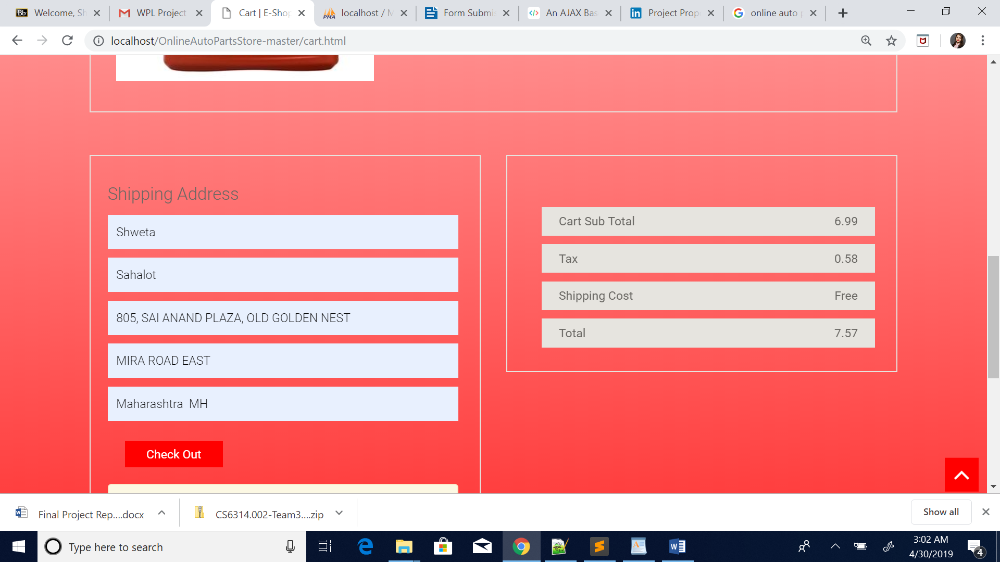 Welcome, Sh
WPL Project
Cart | E-Shop
localhost / M
Form Submis
An AJAX Bas
Project Prop
online auto p
localhost/OnlineAutoPartsStore-master/cart.html
Shipping Address
Shweta
Sahalot
805, SAI ANAND PLAZA, OLD GOLDEN NEST
MIRA ROAD EAST
Maharashtra  MH
Check Out
Cart Sub Total 6.99
Tax 0.58
Shipping Cost Free
Total 7.57
Final Project Rep....docx
CS6314.002-Team3....zip
Show all
Type here to search
3:02 AM
4/30/2019
4